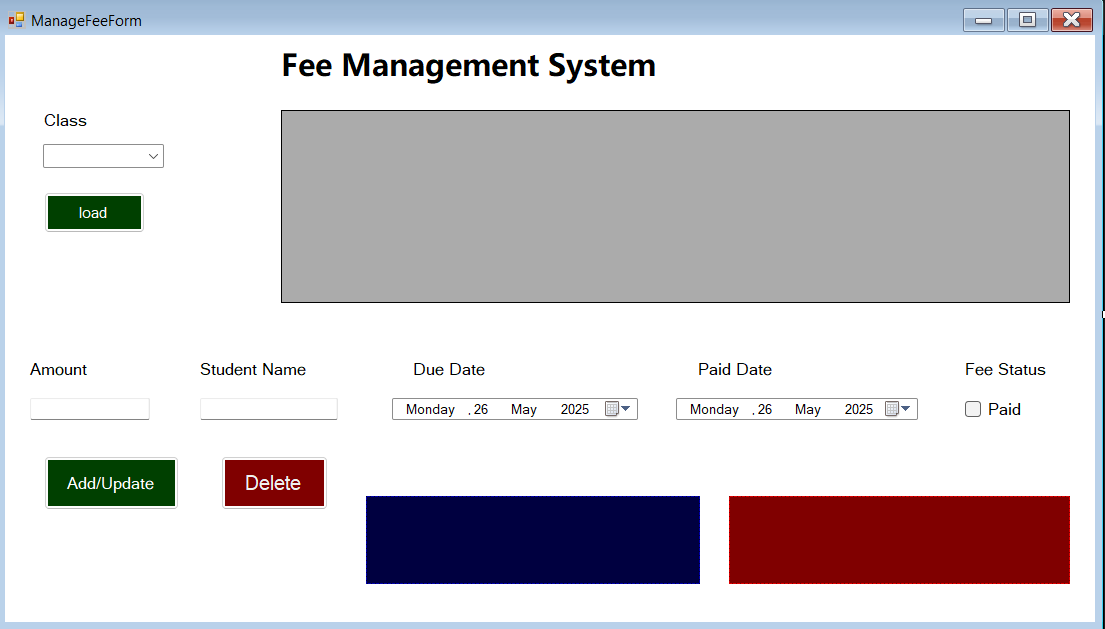 ManageFeeForm
Fee Management System
Class
load
Amount
Student Name
Due Date
Paid Date
Fee Status
Monday , 26 May 2025
Monday , 26 May 2025
Paid
Add/Update
Delete